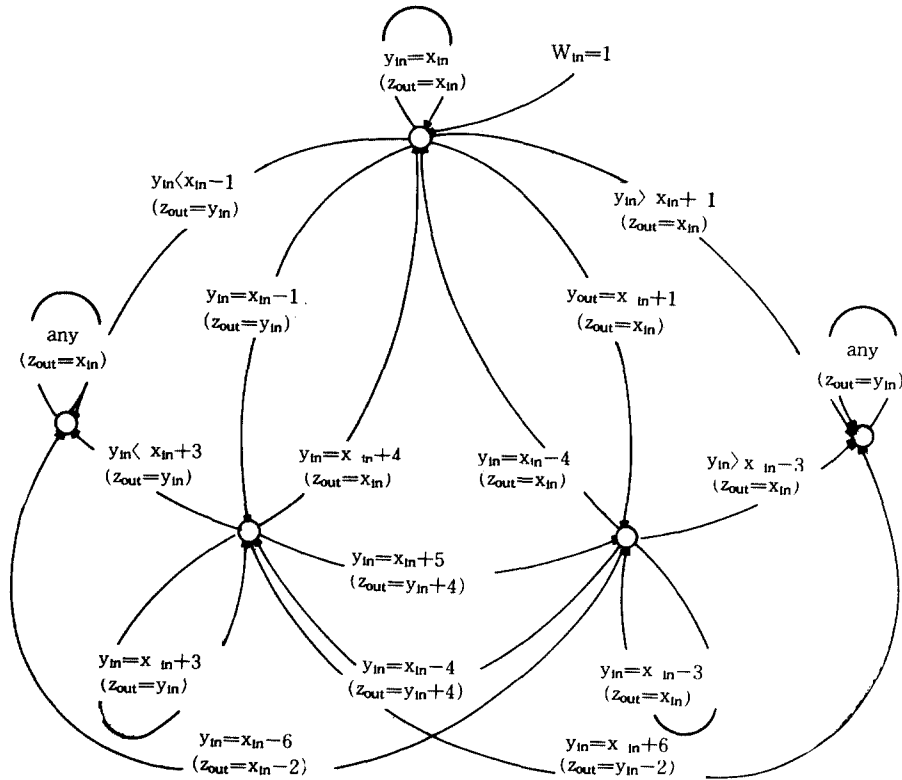 y_in=x_in
(z_out=x_in)
W_in=1
y_in<x_in−1
(z_out=y_in)
y_in> x_in+ 1
(z_out=x_in)
y_in=x_in−1
(z_out=y_in)
y_out=x_in+1
(z_out=x_in)
any
(z_out=x_in)
any
(z_out=y_in)
y_in< x_in+3
(z_out=y_in)
y_in=x_in+4
(z_out=x_in)
y_in=x_in−4
(z_out=x_in)
y_in>x_in−3
(z_out=x_in)
y_in=x_in+5
(z_out=y_in+4)
y_in=x_in+3
(z_out=y_in)
y_in=x_in−4
(z_out=y_in+4)
y_in=x_in−3
(z_out=x_in)
y_in=x_in−6
(z_out=x_in−2)
y_in=x_in+6
(z_out=y_in−2)